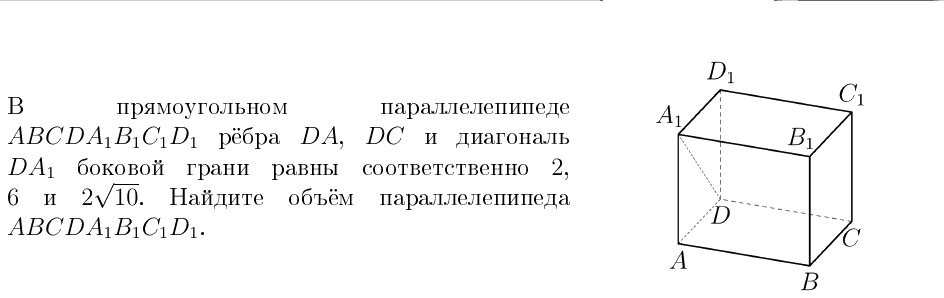 В прямоугольном параллелепипеде
ABCDA₁B₁C₁D₁ рёбра DA, DC и диагональ
DA₁ боковой грани равны соответственно 2,
6 и 2√10. Найдите объём параллелепипеда
ABCDA₁B₁C₁D₁.
D₁
C₁
A₁
B₁
D
C
A
B